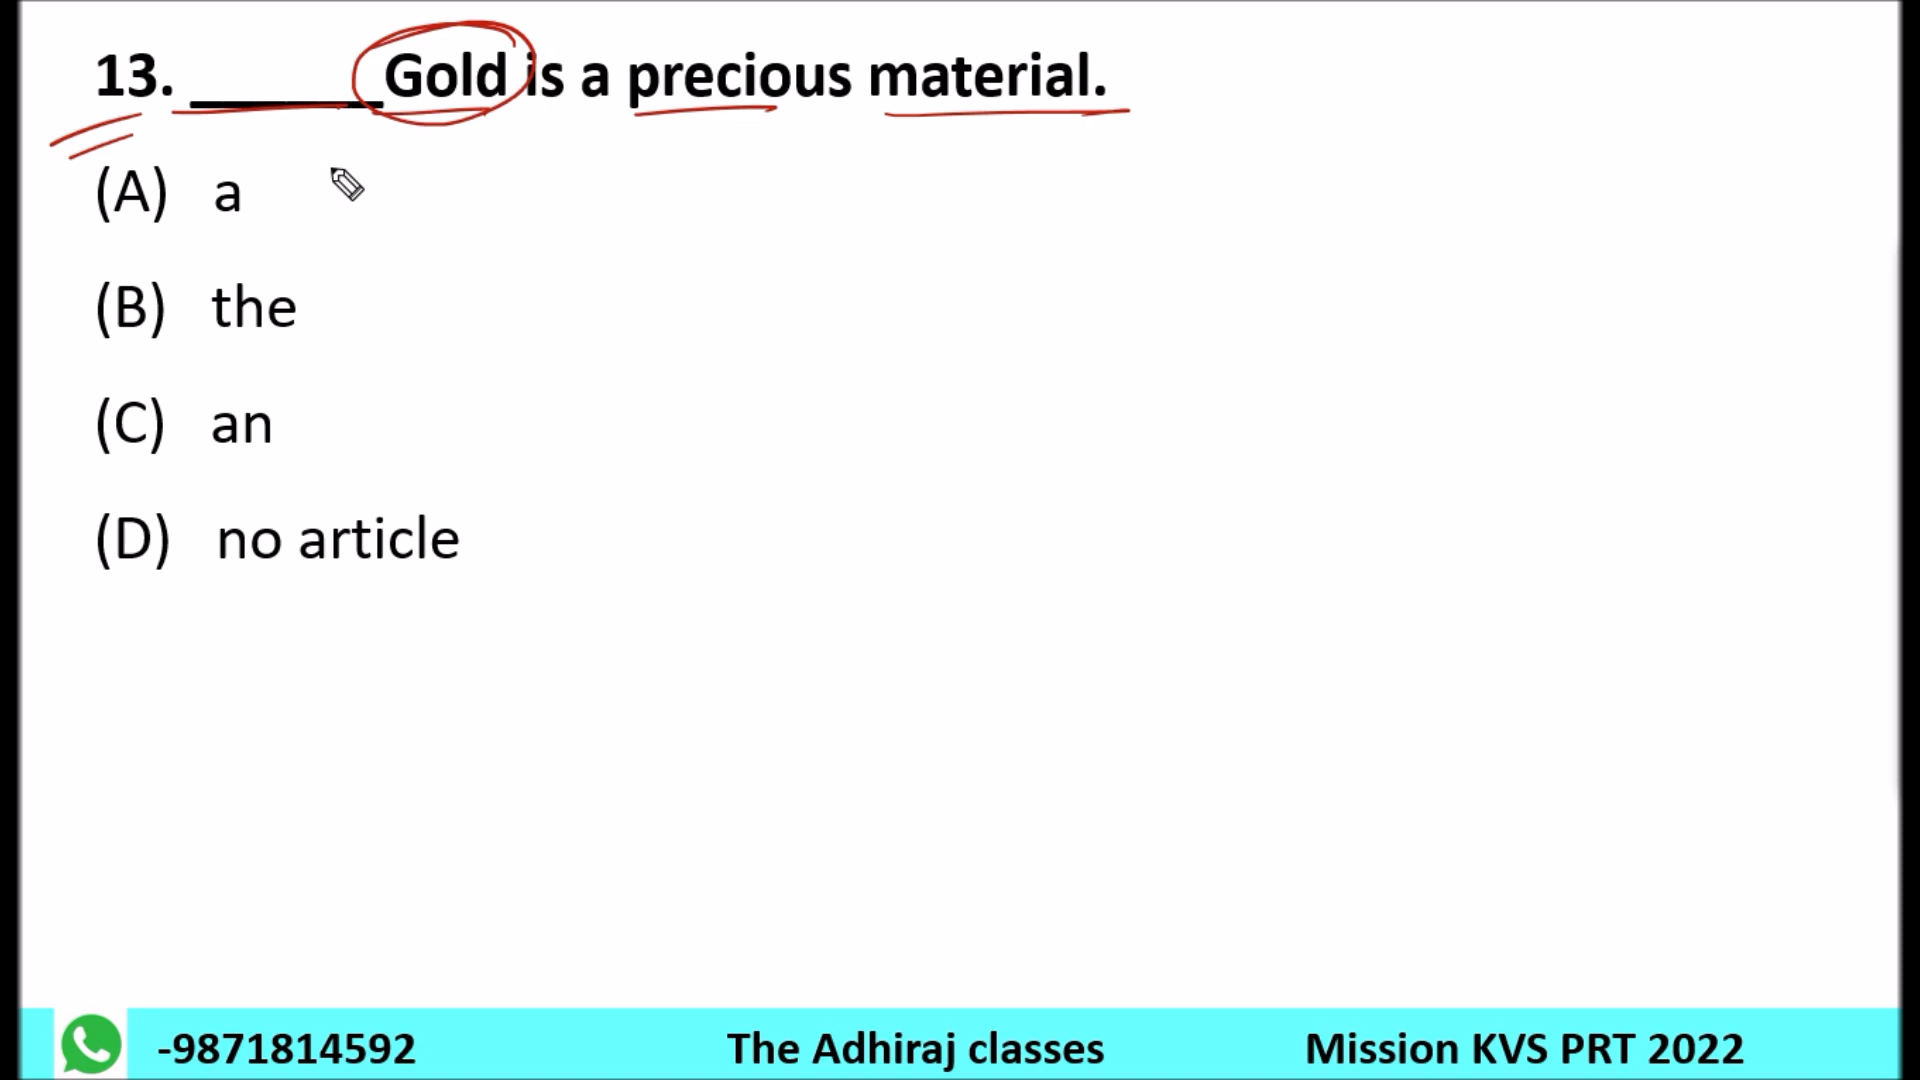 13. ______Gold is a precious material.
(A) a
(B) the
(C) an
(D) no article
-9871814592 The Adhiraj classes Mission KVS PRT 2022